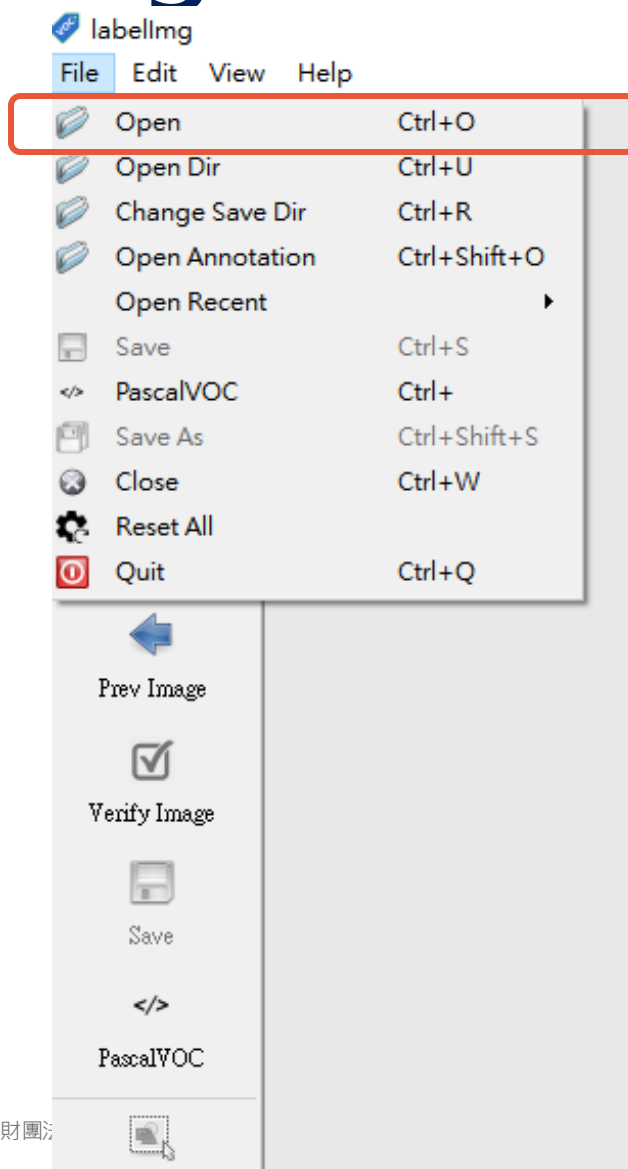 labelImg
File Edit View Help
Open Ctrl+O
Open Dir Ctrl+U
Change Save Dir Ctrl+R
Open Annotation Ctrl+Shift+O
Open Recent
Save Ctrl+S
</> PascalVOC Ctrl+
Save As Ctrl+Shift+S
Close Ctrl+W
Reset All
Quit Ctrl+Q
Prev Image
Verify Image
Save
</>
PascalVOC
財團法